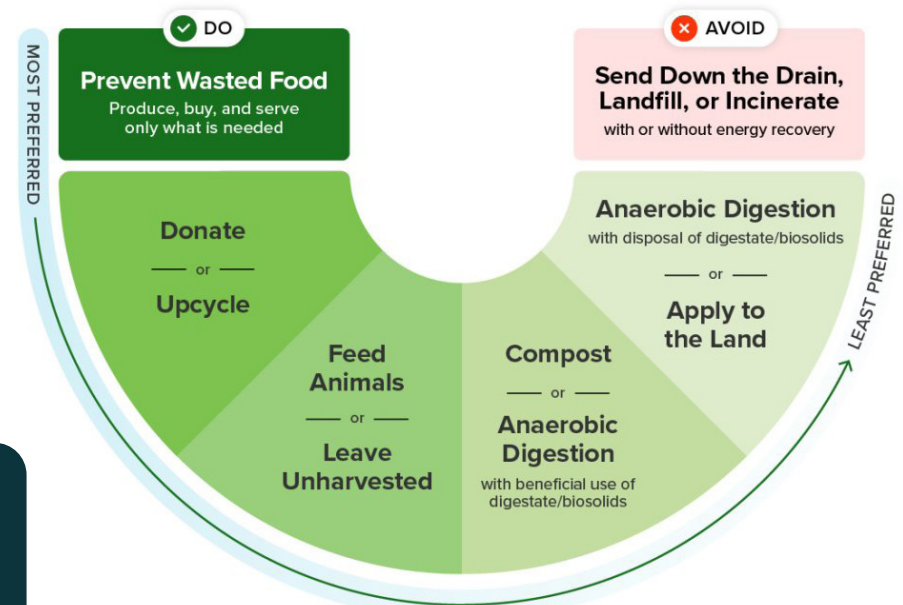 DO
Prevent Wasted Food
Produce, buy, and serve
only what is needed
AVOID
Send Down the Drain,
Landfill, or Incinerate
with or without energy recovery
MOST PREFERRED
Donate
or
Upcycle
Feed
Animals
or
Leave
Unharvested
Compost
or
Anaerobic
Digestion
with beneficial use of
digestate/biosolids
Anaerobic Digestion
with disposal of digestate/biosolids
or
Apply to
the Land
LEAST PREFERRED